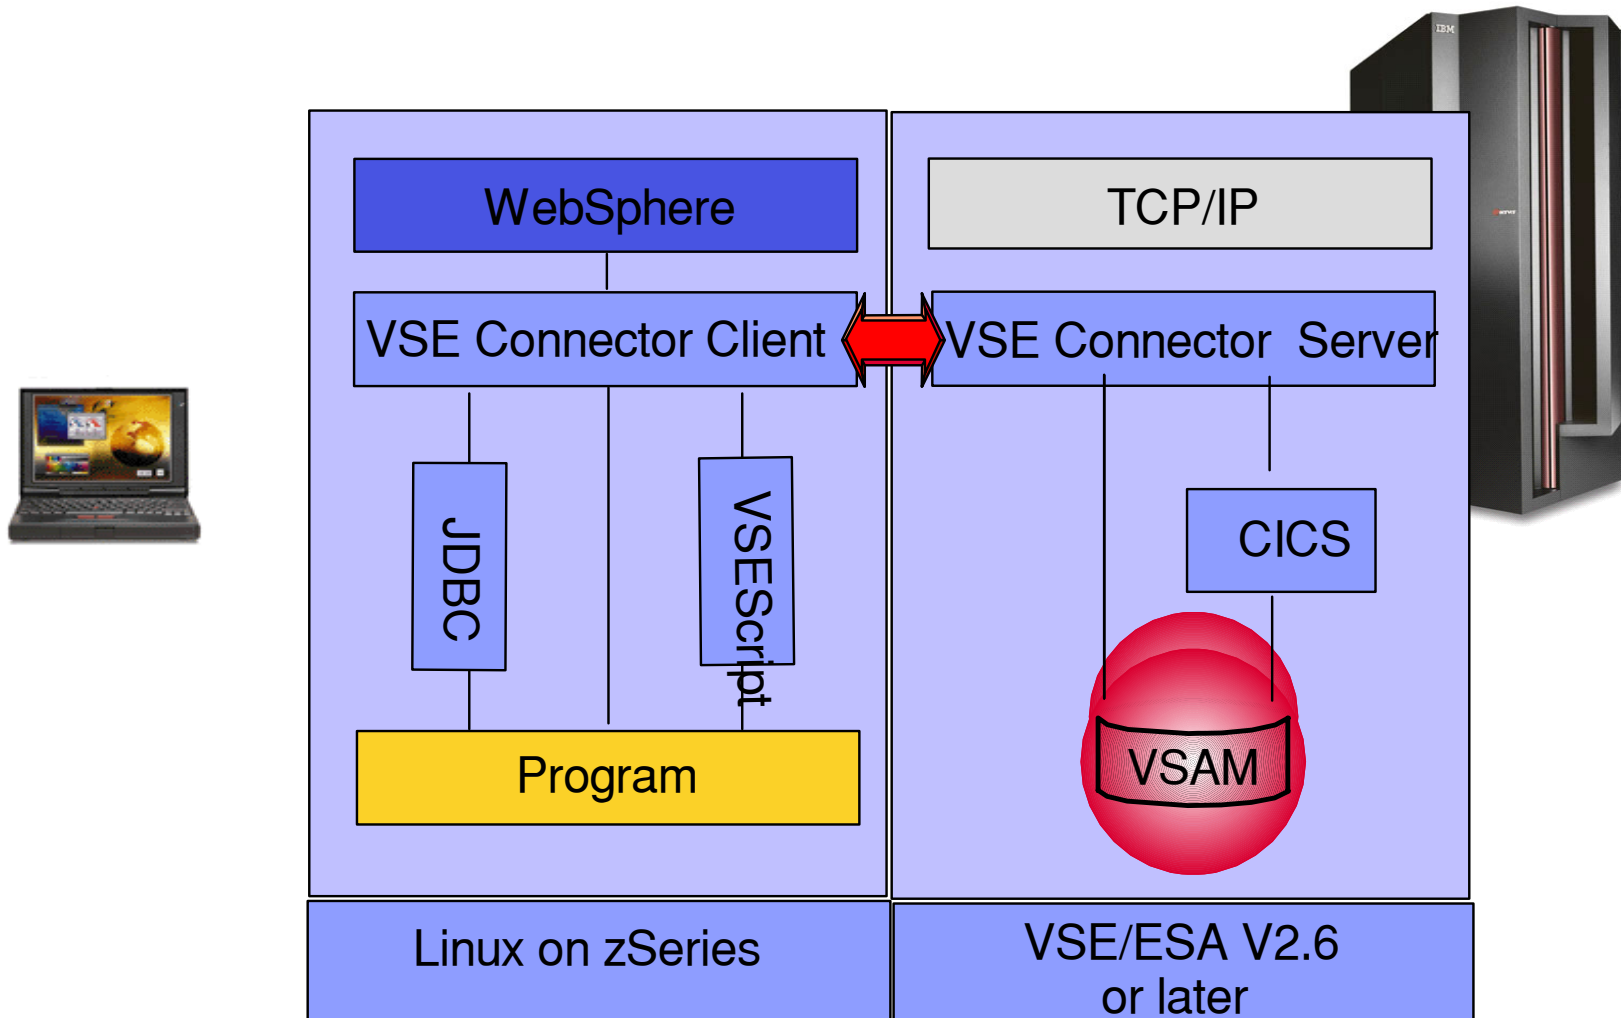 IBM
WebSphere
TCP/IP
VSE Connector Client
VSE Connector Server
JDBC
VSEScript
CICS
Program
VSAM
Linux on zSeries
VSE/ESA V2.6
or later